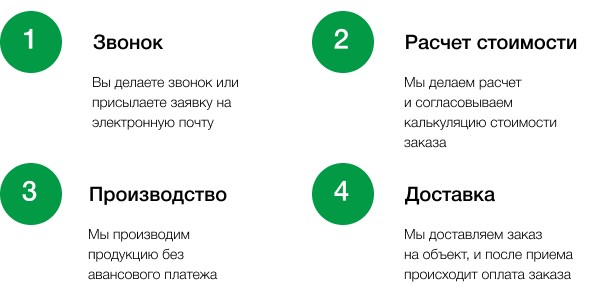 1
Звонок
Вы делаете звонок или
присылаете заявку на
электронную почту
2
Расчет стоимости
Мы делаем расчет
и согласовываем
калькуляцию стоимости
заказа
3
Производство
Мы производим
продукцию без
авансового платежа
4
Доставка
Мы доставляем заказ
на объект, и после приема
происходит оплата заказа